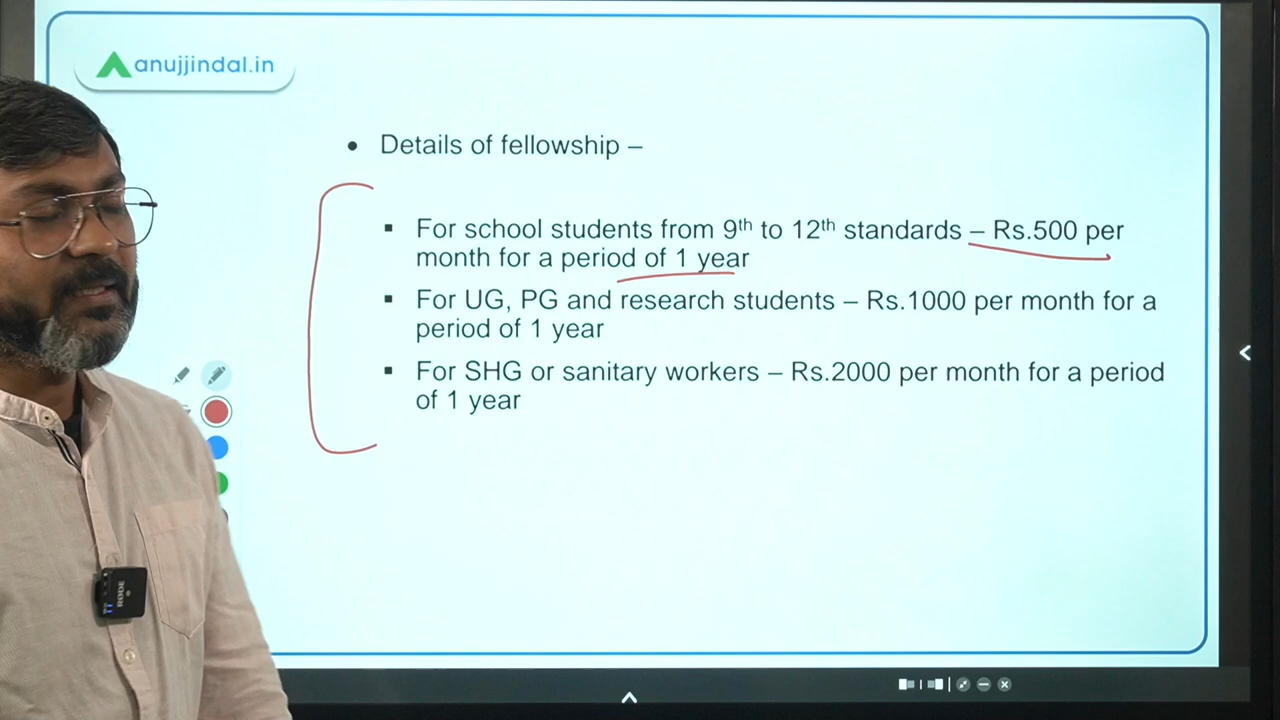 anujjindal.in
• Details of fellowship –
▪ For school students from 9th to 12th standards – Rs.500 per
month for a period of 1 year
▪ For UG, PG and research students – Rs.1000 per month for a
period of 1 year
▪ For SHG or sanitary workers – Rs.2000 per month for a period
of 1 year
RODE